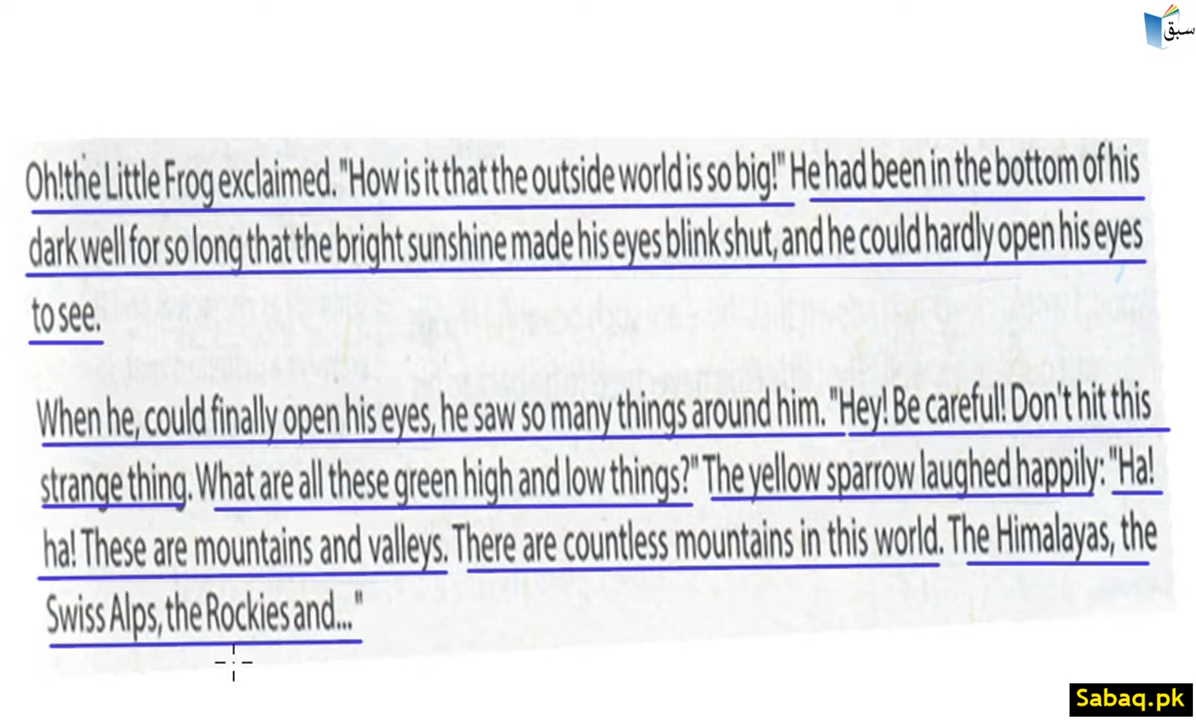 سبق
Oh!the Little Frog exclaimed. "How is it that the outside world is so big!" He had been in the bottom of his
dark well for so long that the bright sunshine made his eyes blink shut, and he could hardly open his eyes
to see.
When he, could finally open his eyes, he saw so many things around him. "Hey! Be careful! Don't hit this
strange thing. What are all these green high and low things?" The yellow sparrow laughed happily: "Ha!
ha! These are mountains and valleys. There are countless mountains in this world. The Himalayas, the
Swiss Alps, the Rockies and..."
Sabaq.pk